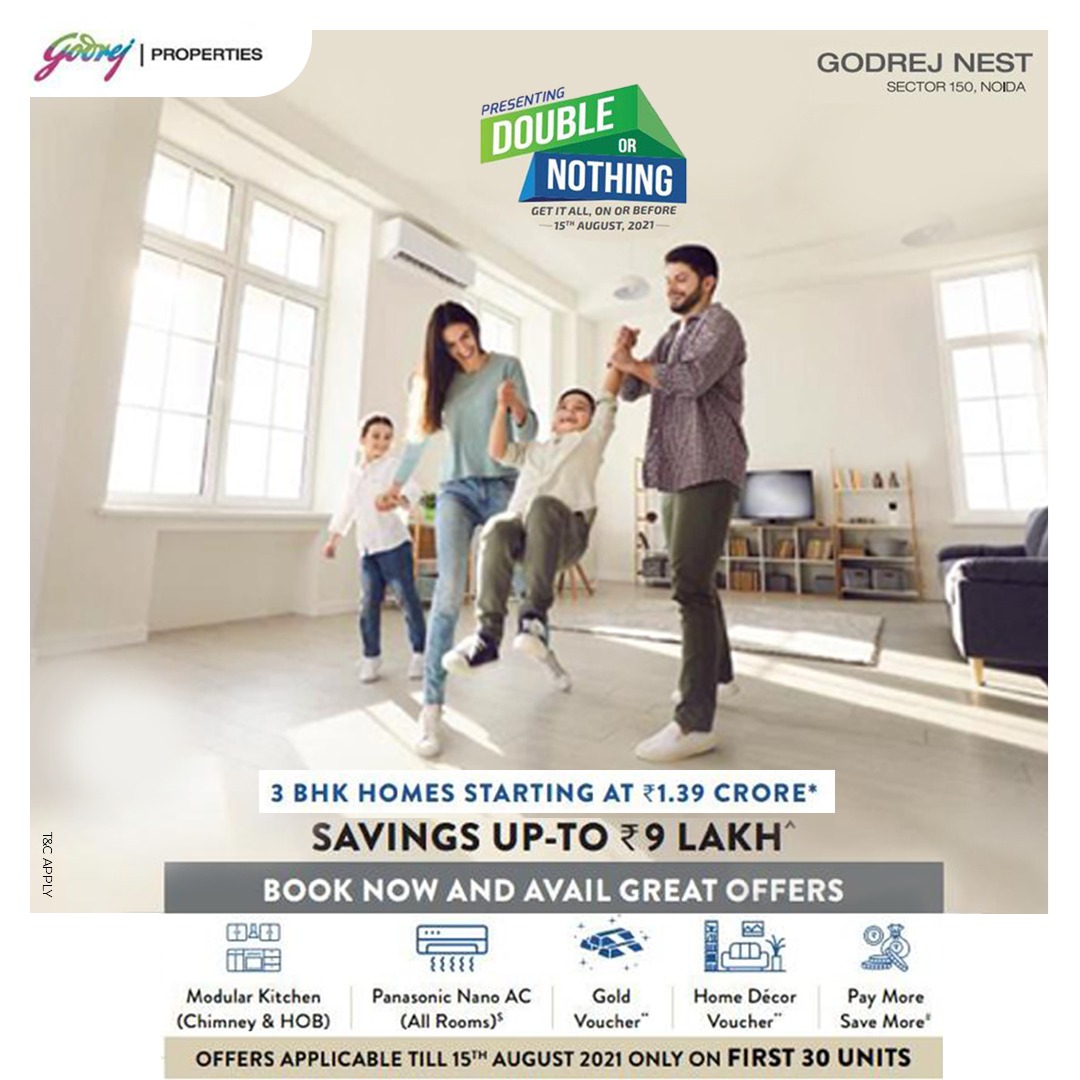 Godrej | PROPERTIES
GODREJ NEST
SECTOR 150, NOIDA
PRESENTING
DOUBLE
OR
NOTHING
GET IT ALL, ON OR BEFORE
15TH AUGUST, 2021
3 BHK HOMES STARTING AT ₹1.39 CRORE*
SAVINGS UP-TO ₹9 LAKH^
T&C APPLY
BOOK NOW AND AVAIL GREAT OFFERS
Modular Kitchen
(Chimney & HOB)
Panasonic Nano AC
(All Rooms)$
Gold
Voucher**
Home Décor
Voucher**
Pay More
Save More#
OFFERS APPLICABLE TILL 15TH AUGUST 2021 ONLY ON FIRST 30 UNITS